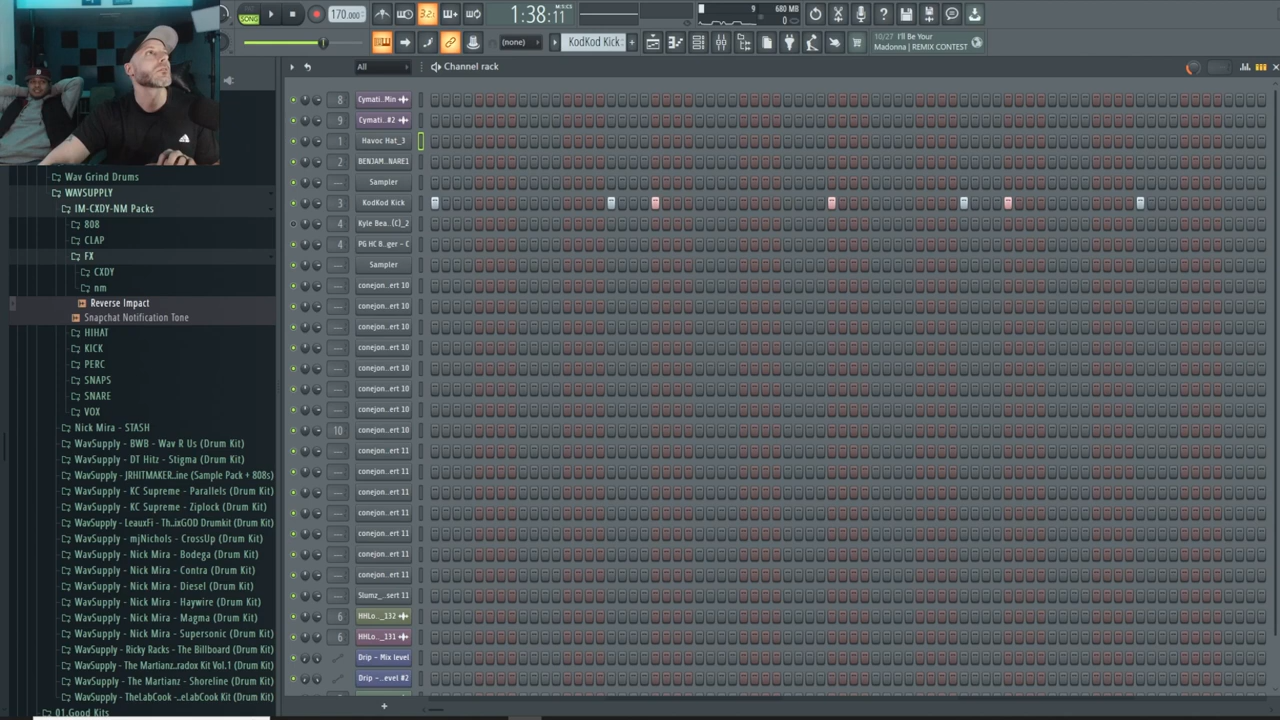 SONG
170.000
3.2.
1:38:11
M:S:CS
9
680 MB
0
(none)
KodKod Kick
10/27 I'll Be Your
Madonna | REMIX CONTEST
All
Channel rack
Wav Grind Drums
WAVSUPPLY
IM-CXDY-NM Packs
808
CLAP
FX
CXDY
nm
Reverse Impact
Snapchat Notification Tone
HIHAT
KICK
PERC
SNAPS
SNARE
VOX
Nick Mira - STASH
WavSupply - BWB - Wav R Us (Drum Kit)
WavSupply - DT Hitz - Stigma (Drum Kit)
WavSupply - JRHITMAKER..ine (Sample Pack + 808s)
WavSupply - KC Supreme - Parallels (Drum Kit)
WavSupply - KC Supreme - Ziplock (Drum Kit)
WavSupply - LeauxFi - Th..ixGOD Drumkit (Drum Kit)
WavSupply - mjNichols - CrossUp (Drum Kit)
WavSupply - Nick Mira - Bodega (Drum Kit)
WavSupply - Nick Mira - Contra (Drum Kit)
WavSupply - Nick Mira - Diesel (Drum Kit)
WavSupply - Nick Mira - Haywire (Drum Kit)
WavSupply - Nick Mira - Magma (Drum Kit)
WavSupply - Nick Mira - Supersonic (Drum Kit)
WavSupply - Ricky Racks - The Billboard (Drum Kit)
WavSupply - The Martianz..radox Kit Vol.1 (Drum Kit)
WavSupply - The Martianz - Shoreline (Drum Kit)
WavSupply - TheLabCook -..eLabCook Kit (Drum Kit)
01.Good Kits
8 Cymati..Min
9 Cymati..#2
1 Havoc Hat_3
2 BENJAM..NARE1
--- Sampler
3 KodKod Kick
4 Kyle Bea..(C)_2
4 PG HC B..ger - C
--- Sampler
--- conejon..ert 10
--- conejon..ert 10
--- conejon..ert 10
--- conejon..ert 10
--- conejon..ert 10
--- conejon..ert 10
--- conejon..ert 10
10 conejon..ert 10
--- conejon..ert 11
--- conejon..ert 11
--- conejon..ert 11
--- conejon..ert 11
--- conejon..ert 11
--- conejon..ert 11
--- conejon..ert 11
--- Slumz_..sert 11
6 HHLo.._132
6 HHLo.._131
Drip - Mix level
Drip - ..evel #2